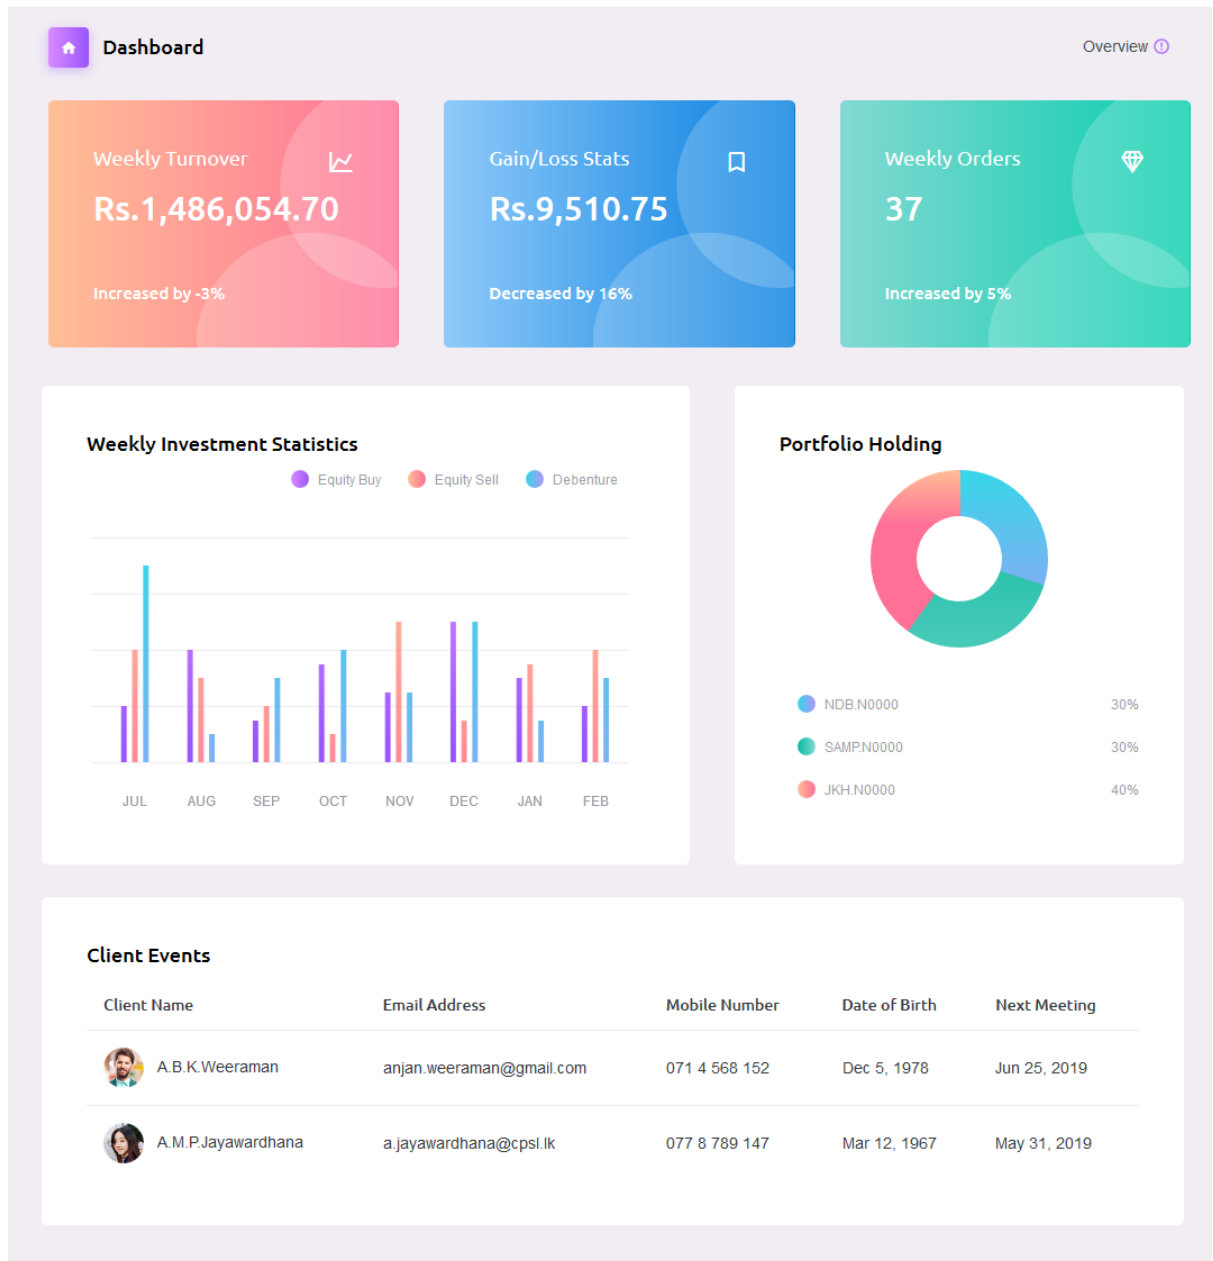 Dashboard
Overview
Weekly Turnover
Rs.1,486,054.70
Increased by -3%
Gain/Loss Stats
Rs.9,510.75
Decreased by 16%
Weekly Orders
37
Increased by 5%
Weekly Investment Statistics
Equity Buy Equity Sell Debenture
JUL AUG SEP OCT NOV DEC JAN FEB
Portfolio Holding
NDB.N0000 30%
SAMP.N0000 30%
JKH.N0000 40%
Client Events
Client Name Email Address Mobile Number Date of Birth Next Meeting
A.B.K.Weeraman anjan.weeraman@gmail.com 071 4 568 152 Dec 5, 1978 Jun 25, 2019
A.M.P.Jayawardhana a.jayawardhana@cpsl.lk 077 8 789 147 Mar 12, 1967 May 31, 2019